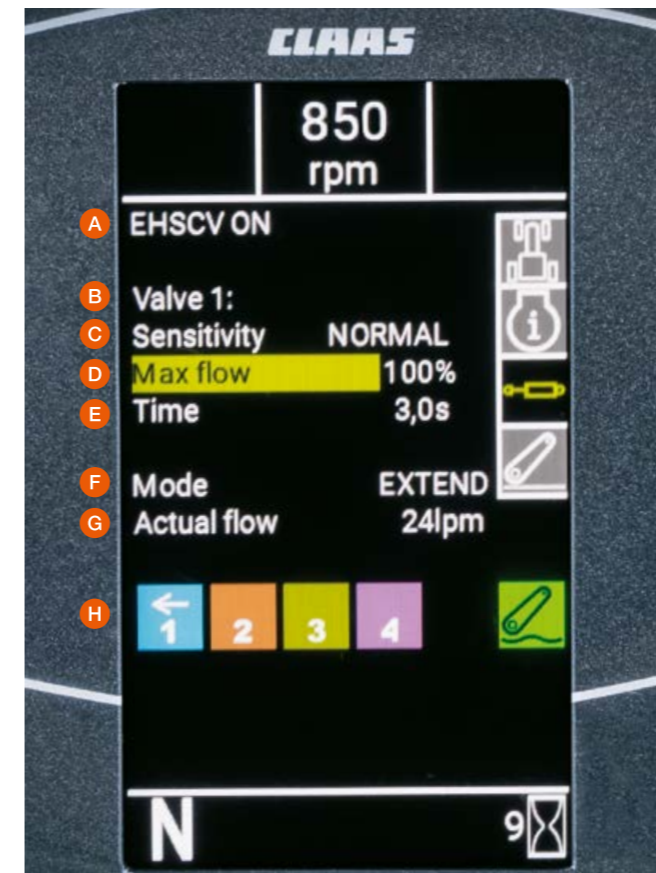 CLAAS
850
rpm
A EHSCV ON
B Valve 1:
C Sensitivity NORMAL
D Max flow 100%
E Time 3,0s
F Mode EXTEND
G Actual flow 24lpm
H 1 2 3 4
N 9